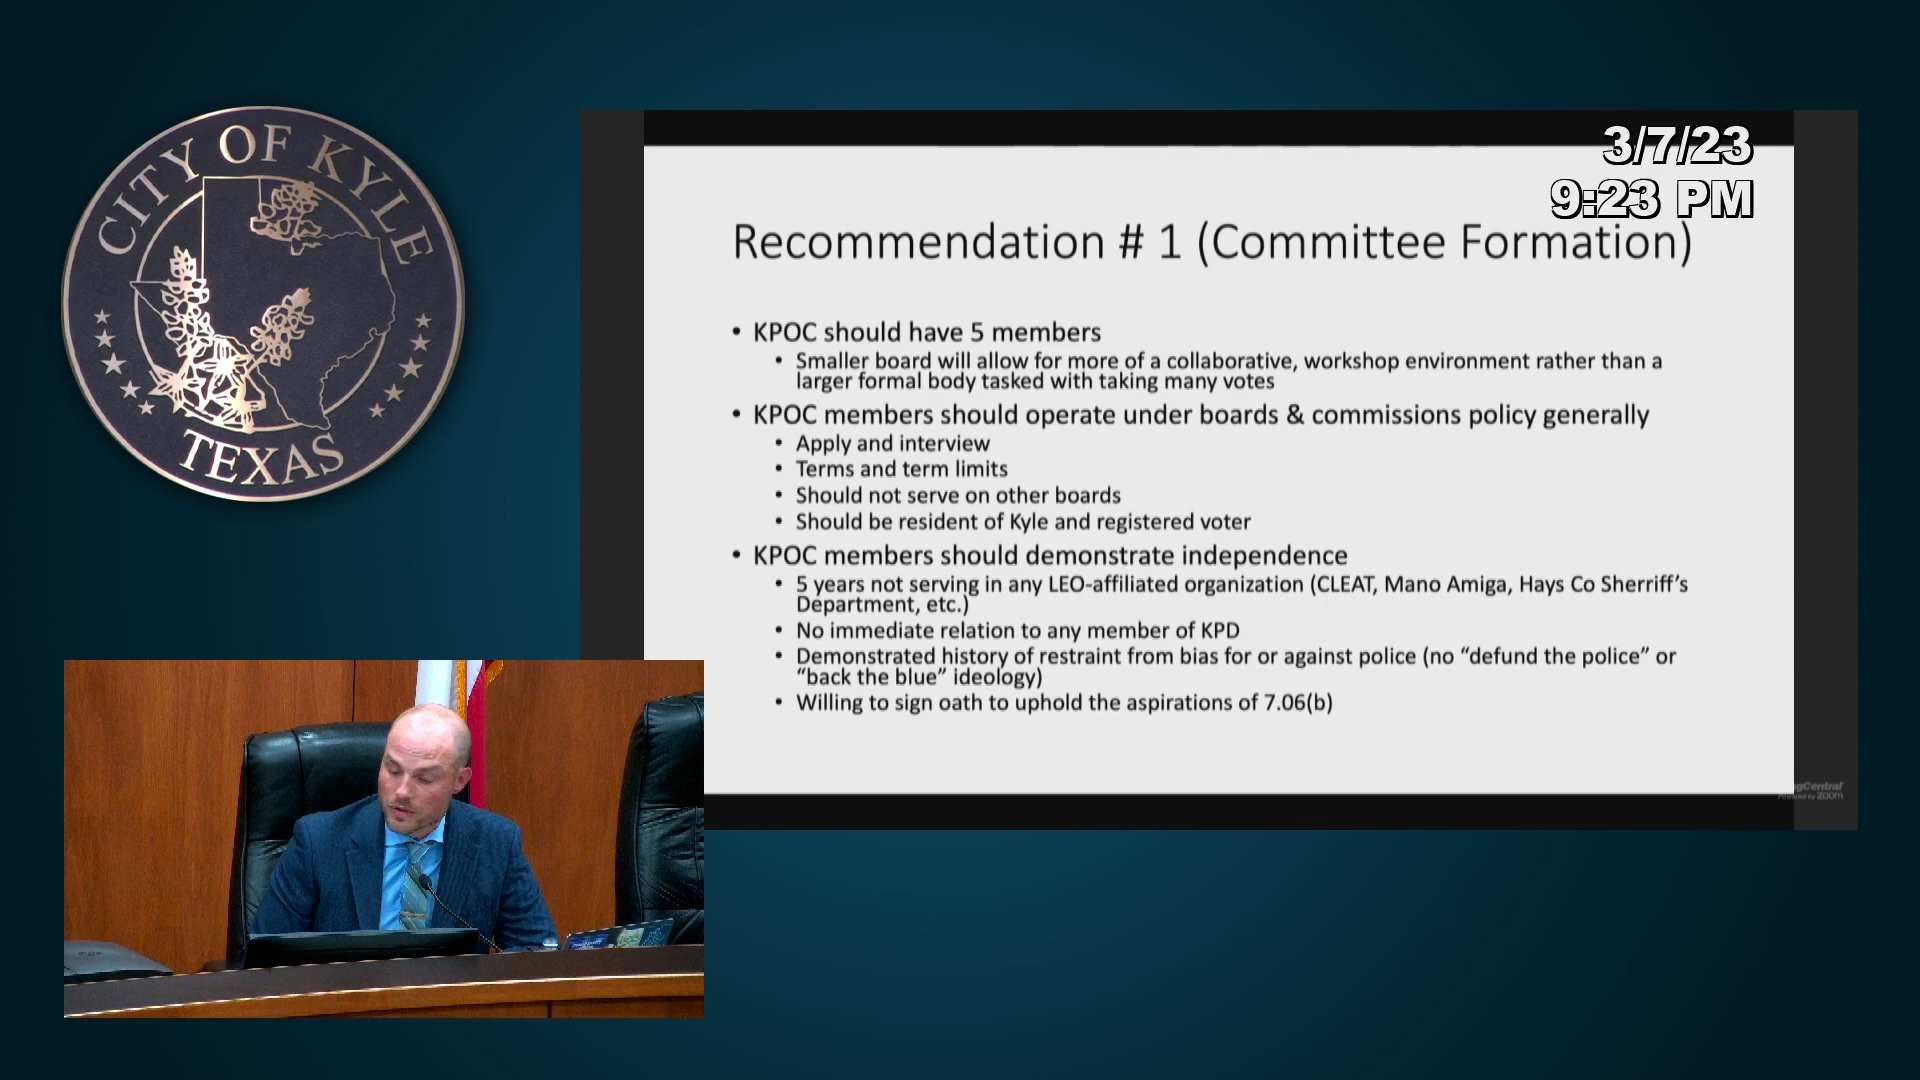 CITY OF KYLE
TEXAS
3/7/23
9:23 PM
Recommendation # 1 (Committee Formation)
• KPOC should have 5 members
• Smaller board will allow for more of a collaborative, workshop environment rather than a
larger formal body tasked with taking many votes
• KPOC members should operate under boards & commissions policy generally
• Apply and interview
• Terms and term limits
• Should not serve on other boards
• Should be resident of Kyle and registered voter
• KPOC members should demonstrate independence
• 5 years not serving in any LEO-affiliated organization (CLEAT, Mano Amiga, Hays Co Sherriff's
Department, etc.)
• No immediate relation to any member of KPD
• Demonstrated history of restraint from bias for or against police (no “defund the police” or
“back the blue” ideology)
• Willing to sign oath to uphold the aspirations of 7.06(b)
gCentral
zoom